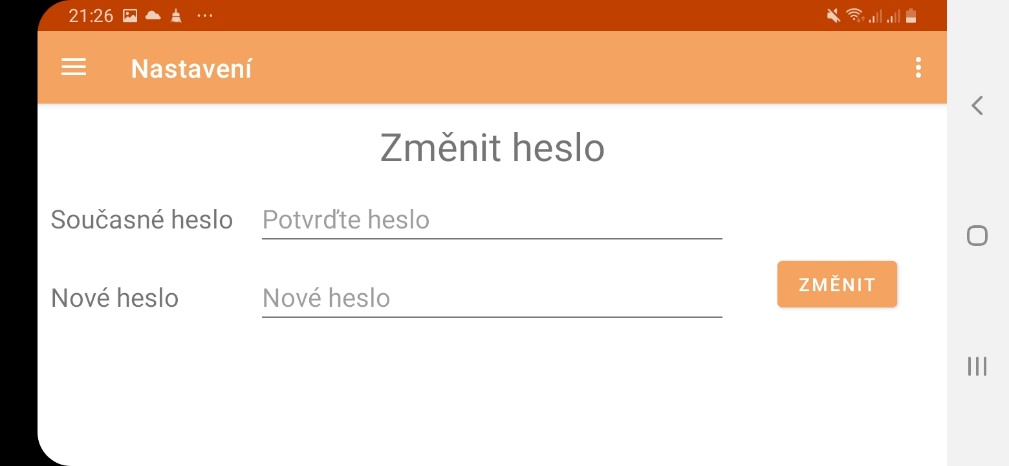 21:26
Nastavení
Změnit heslo
Současné heslo Potvrďte heslo
Nové heslo Nové heslo
ZMĚNIT